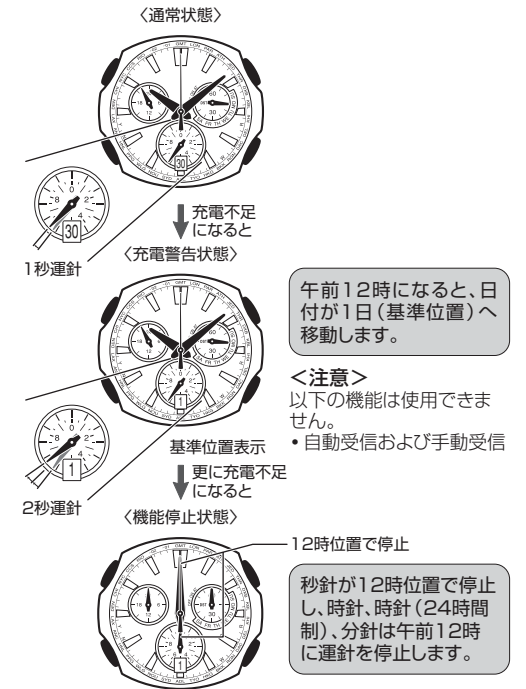 〈通常状態〉
30
30
1秒運針
充電不足
になると
〈充電警告状態〉
午前12時になると、日
付が1日（基準位置）へ
移動します。
1
1
2秒運針
基準位置表示
＜注意＞
以下の機能は使用できま
せん。
•自動受信および手動受信
更に充電不足
になると
〈機能停止状態〉
12時位置で停止
1
秒針が12時位置で停止
し、時針、時針（24時間
制）、分針は午前12時
に運針を停止します。